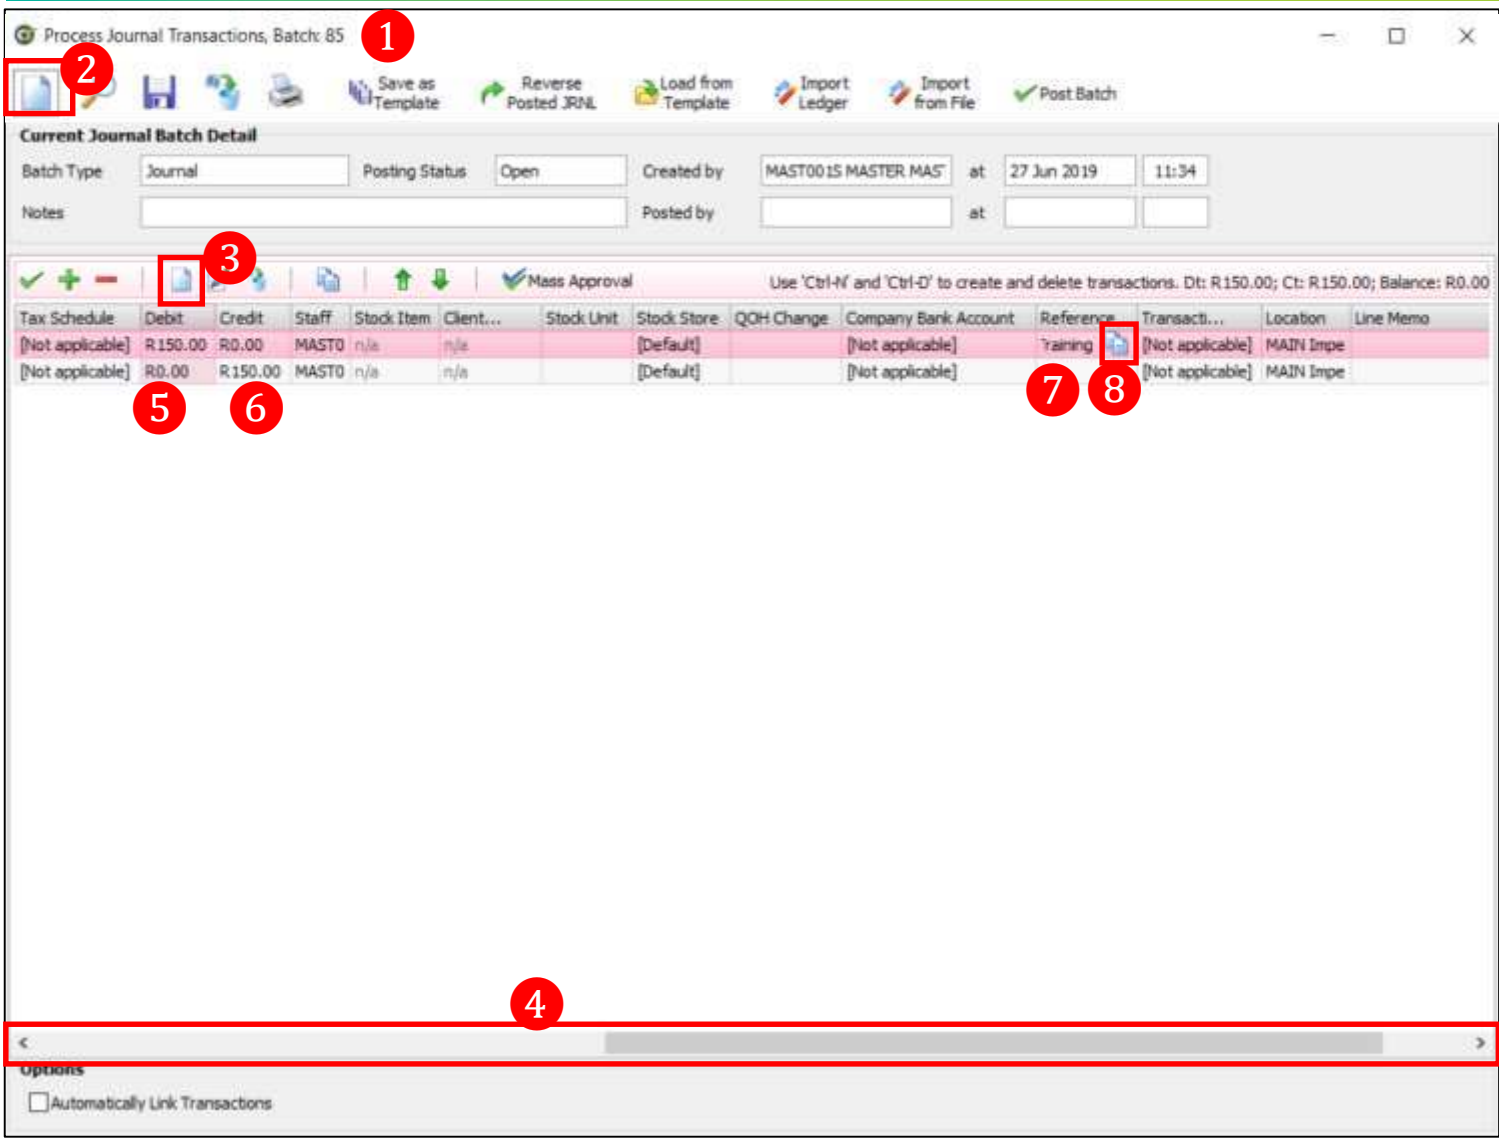 Process Journal Transactions, Batch: 85 1
2
Save as Template Reverse Posted JRNL Load from Template Import Ledger Import from File Post Batch
Current Journal Batch Detail
Batch Type Journal Posting Status Open Created by MAST001S MASTER MAS at 27 Jun 2019 11:34
Notes Posted by at
3
Mass Approval Use 'Ctrl-N' and 'Ctrl-D' to create and delete transactions. Dt: R150.00; Ct: R150.00; Balance: R0.00
Tax Schedule Debit Credit Staff Stock Item Client... Stock Unit Stock Store QOH Change Company Bank Account Reference Transacti... Location Line Memo
[Not applicable] R150.00 R0.00 MAST0 n/a n/a [Default] [Not applicable] raining [Not applicable] MAIN Impe
[Not applicable] R0.00 R150.00 MAST0 n/a n/a [Default] [Not applicable] [Not applicable] MAIN Impe
5 6 7 8
4
Options
Automatically Link Transactions